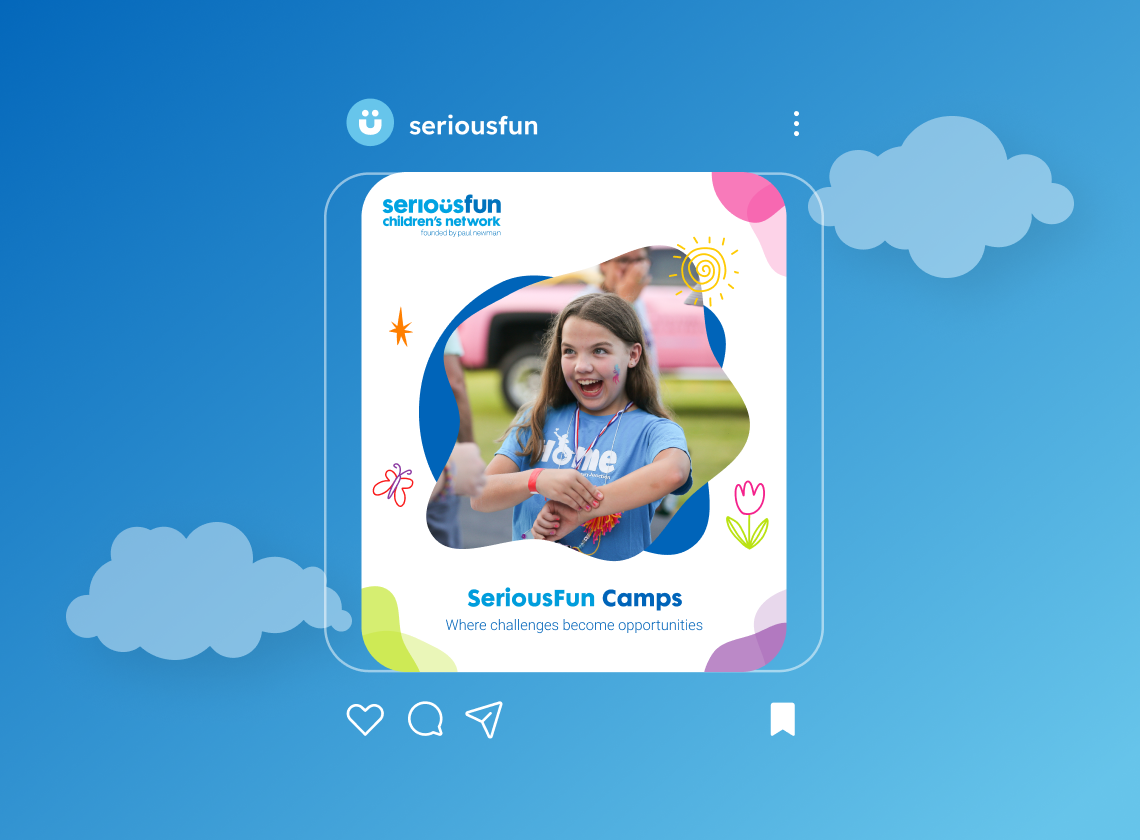 seriousfun
seriousfun
children's network
founded by paul newman
Home
SeriousFun Camps
Where challenges become opportunities